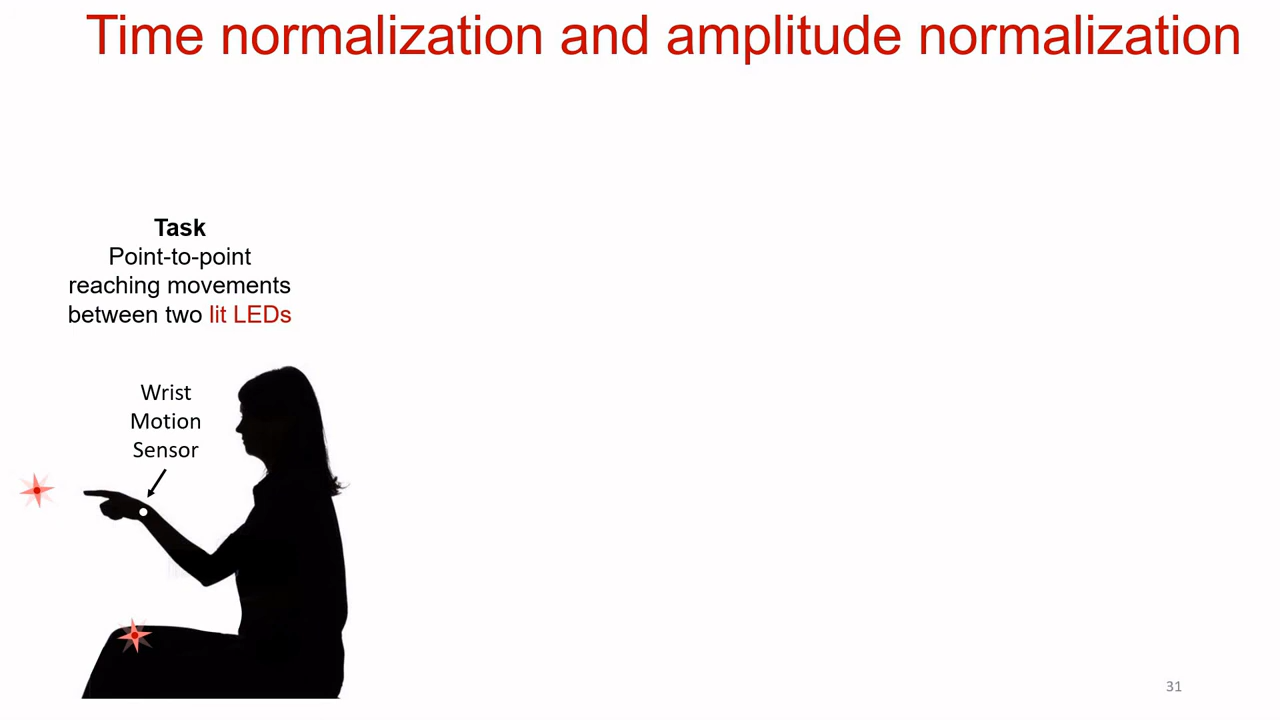 Time normalization and amplitude normalization
Task
Point-to-point
reaching movements
between two lit LEDs
Wrist
Motion
Sensor
31